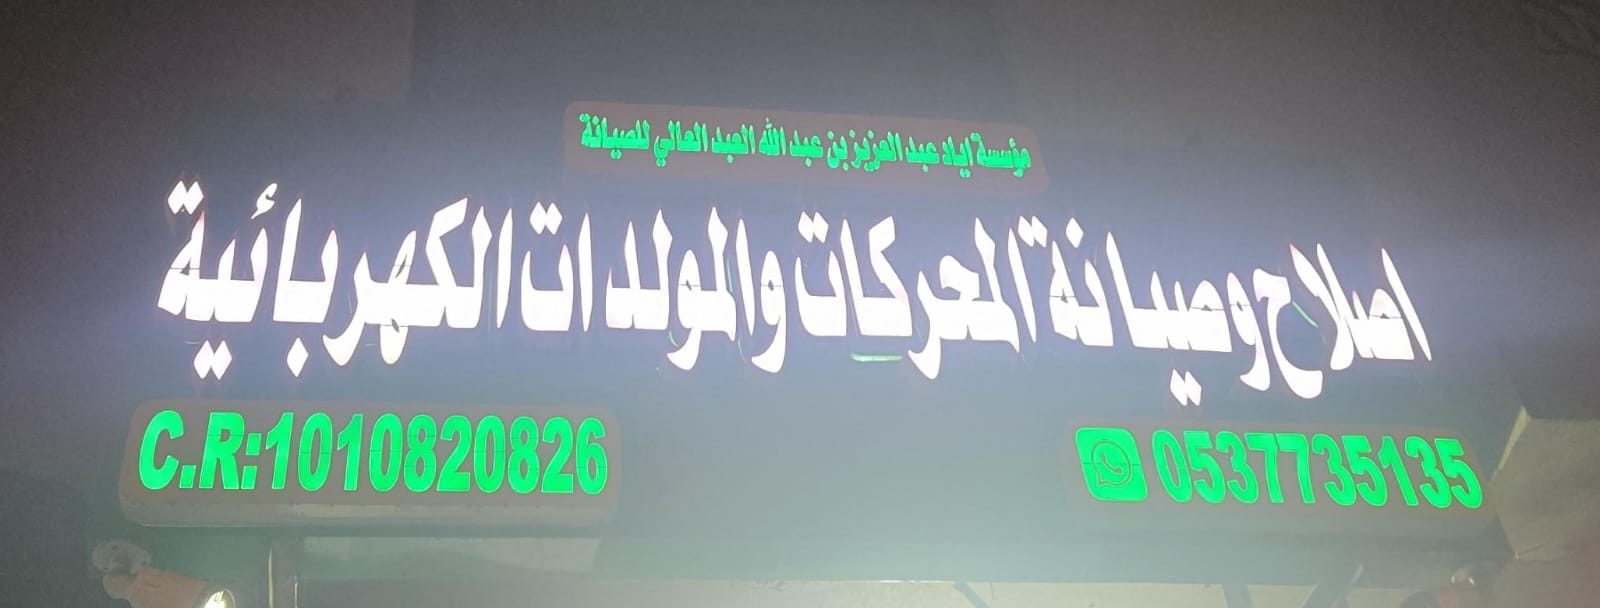 مؤسسة اياد عبد العزيز بن عبد الله العبد العالي للصيانة
اصلاح وصيانة المحركات والمولدات الكهربائية
C.R:1010820826
0537735135